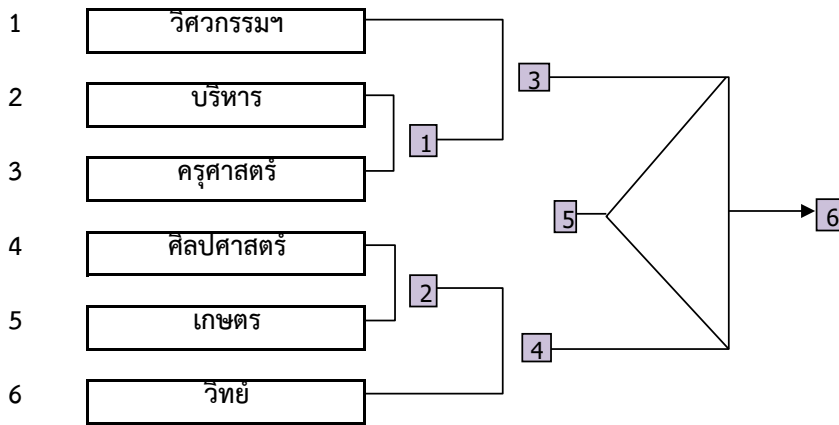 1 วิศวกรรมฯ
3
2 บริหาร
1
3 ครุศาสตร์
5
6
4 ศิลปศาสตร์
2
5 เกษตร
4
6 วิทย์